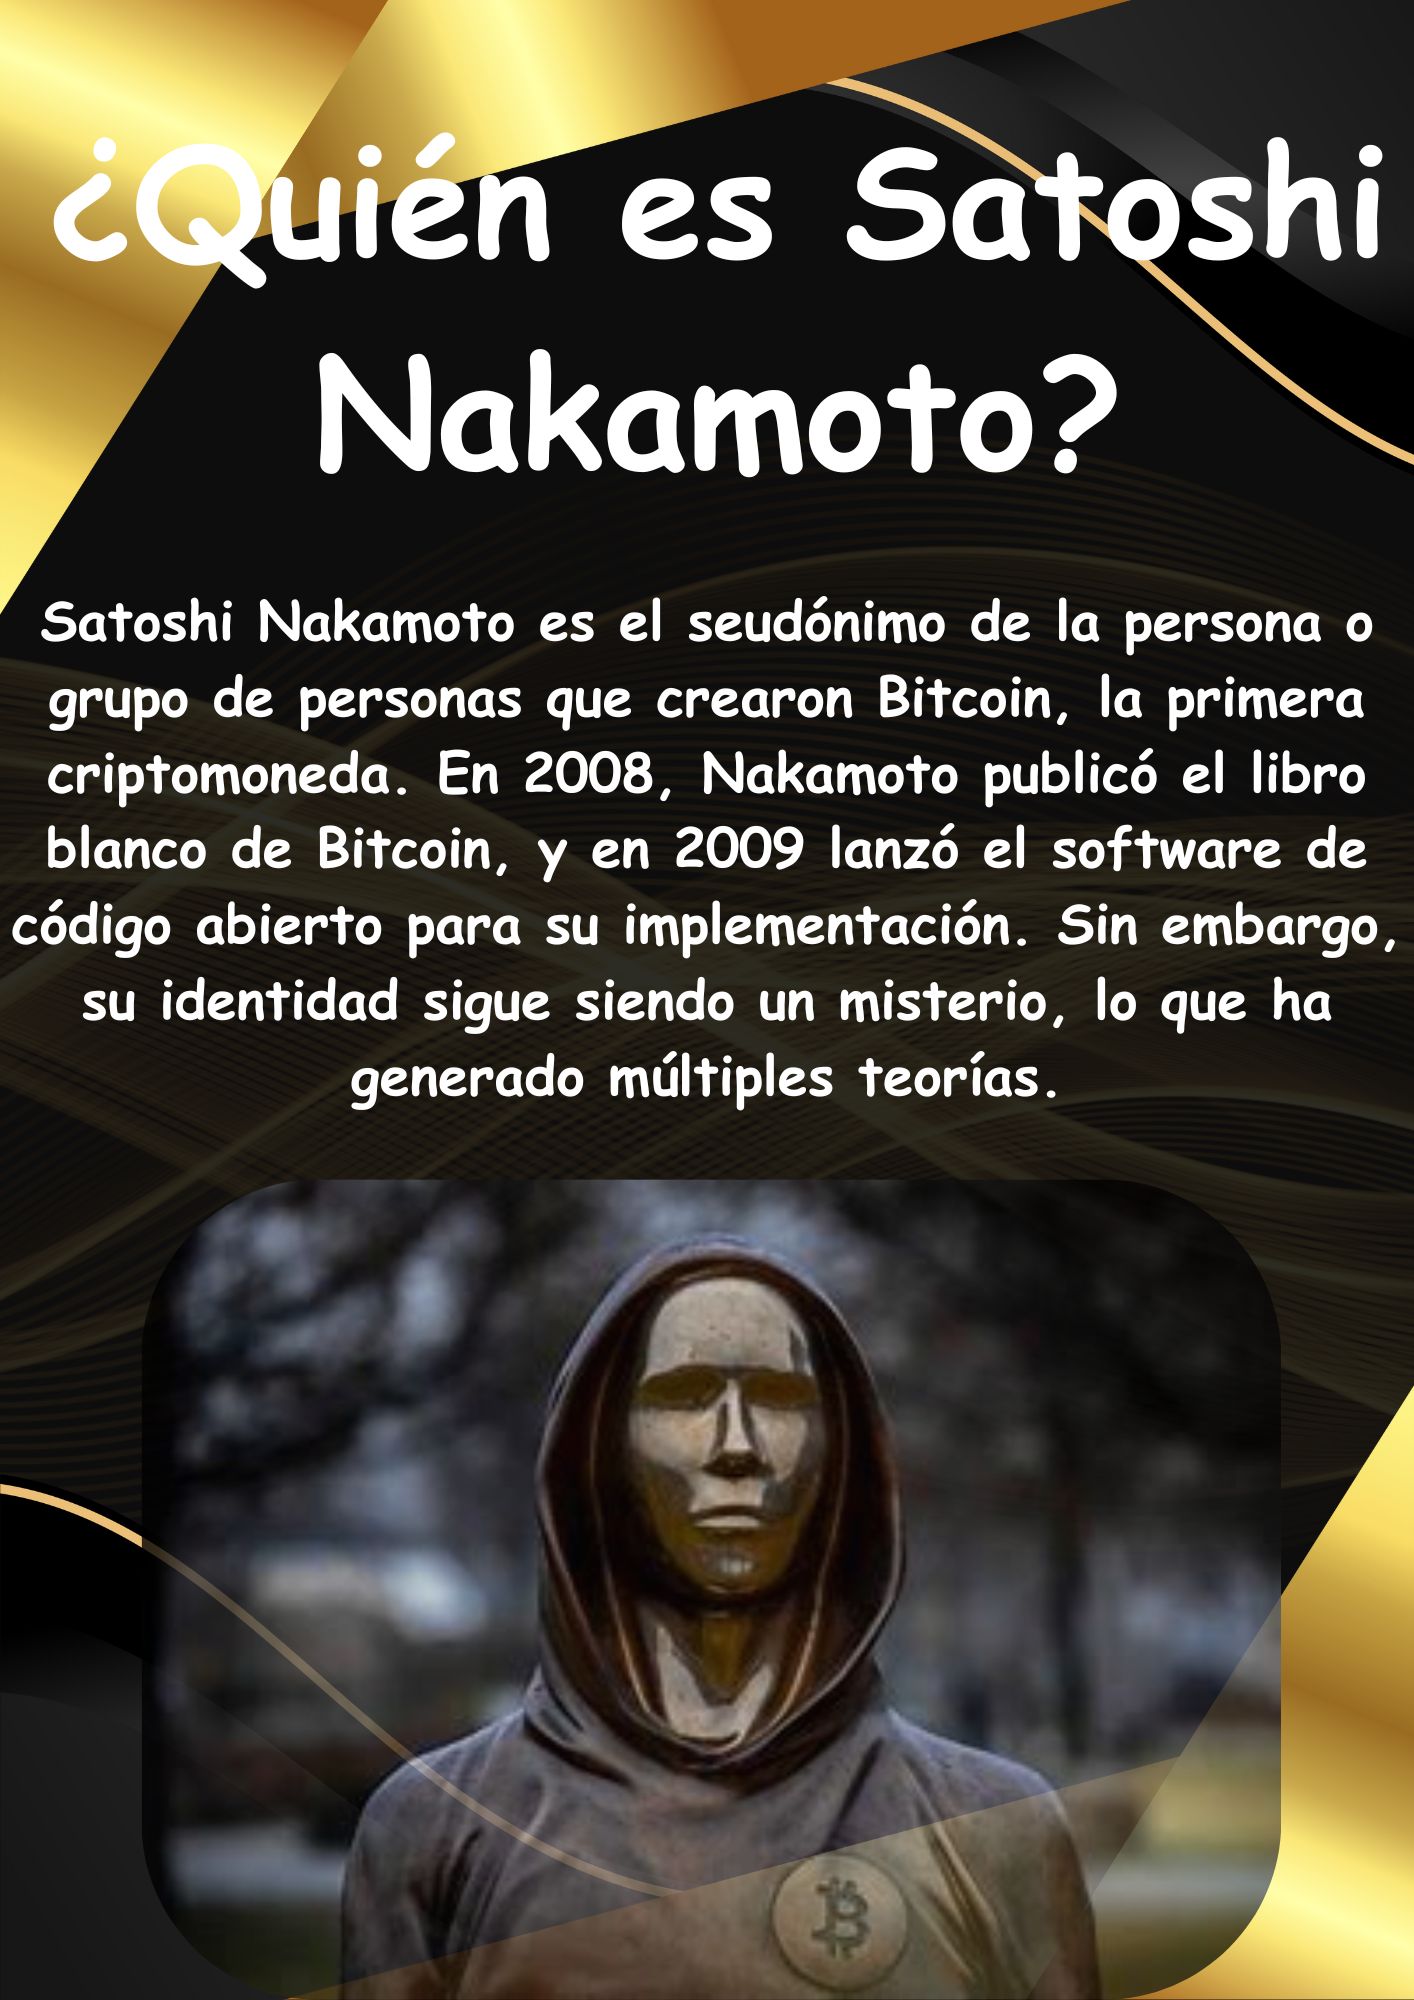 ¿Quién es Satoshi
Nakamoto?
Satoshi Nakamoto es el seudónimo de la persona o
grupo de personas que crearon Bitcoin, la primera
criptomoneda. En 2008, Nakamoto publicó el libro
blanco de Bitcoin, y en 2009 lanzó el software de
código abierto para su implementación. Sin embargo,
su identidad sigue siendo un misterio, lo que ha
generado múltiples teorías.